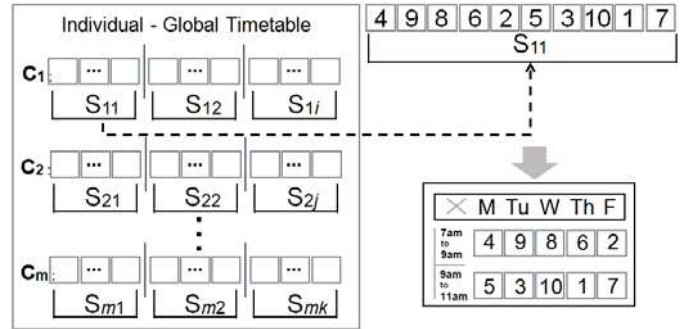 Individual - Global Timetable
C1: ... ... ...
S11 S12 S1i
C2: ... ... ...
S21 S22 S2j
⋮
Cm: ... ... ...
Sm1 Sm2 Smk
4 9 8 6 2 5 3 10 1 7
S11
M Tu W Th F
7am to 9am 4 9 8 6 2
9am to 11am 5 3 10 1 7